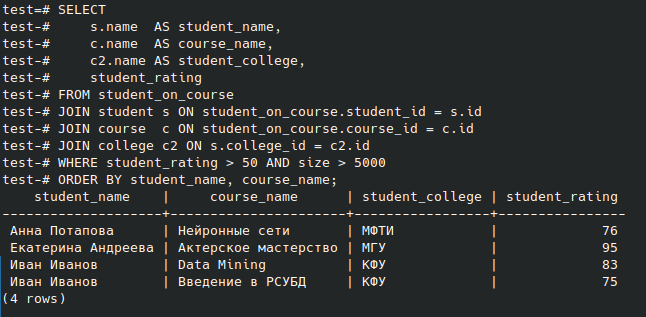 test=# SELECT
test-#     s.name  AS student_name,
test-#     c.name  AS course_name,
test-#     c2.name AS student_college,
test-#     student_rating
test-# FROM student_on_course
test-# JOIN student s ON student_on_course.student_id = s.id
test-# JOIN course  c ON student_on_course.course_id = c.id
test-# JOIN college c2 ON s.college_id = c2.id
test-# WHERE student_rating > 50 AND size > 5000
test-# ORDER BY student_name, course_name;
    student_name    |     course_name     | student_college | student_rating
--------------------+---------------------+-----------------+----------------
 Анна Потапова      | Нейронные сети      | МФТИ            |             76
 Екатерина Андреева | Актерское мастерство | МГУ             |             95
 Иван Иванов        | Data Mining         | КФУ             |             83
 Иван Иванов        | Введение в РСУБД    | КФУ             |             75
(4 rows)